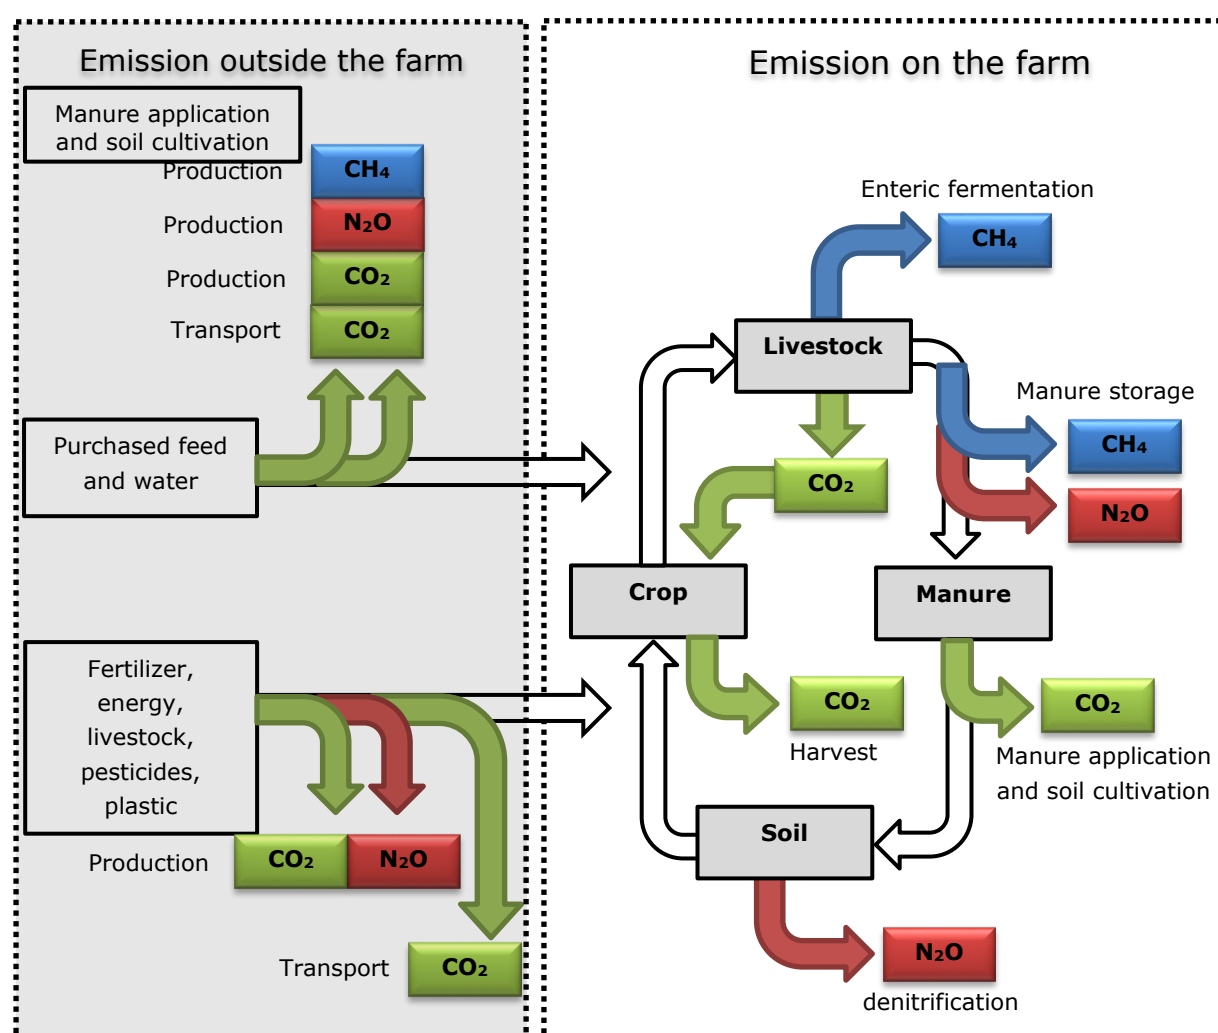 Emission outside the farm
Manure application
and soil cultivation
Production
CH₄
Production
N₂O
Production
CO₂
Transport
CO₂
Purchased feed
and water
Fertilizer,
energy,
livestock,
pesticides,
plastic
Production
CO₂
N₂O
Transport
CO₂
Emission on the farm
Enteric fermentation
CH₄
Livestock
Manure storage
CH₄
CO₂
N₂O
Crop
Manure
CO₂
Harvest
CO₂
Manure application
and soil cultivation
Soil
N₂O
denitrification